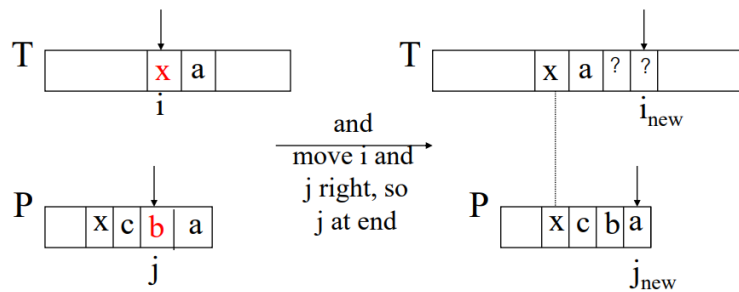 T
x a
i
P
x c b a
j
and
move i and
j right, so
j at end
T
x a ? ?
i new
P
x c b a
j new